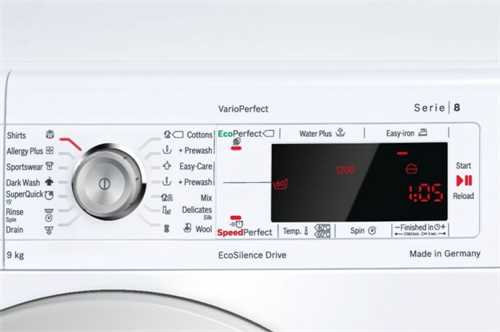 VarioPerfect
Serie | 8
Shirts
Allergy Plus
Sportswear
Dark Wash
SuperQuick
Rinse
Spin
Drain
Cottons
+ Prewash
Easy-Care
+ Prewash
Mix
Delicates
Silk
Wool
EcoPerfect
Water Plus
Easy-iron
1200
1:05
Start
Reload
SpeedPerfect
Temp.
Spin
Finished in
9 kg
EcoSilence Drive
Made in Germany